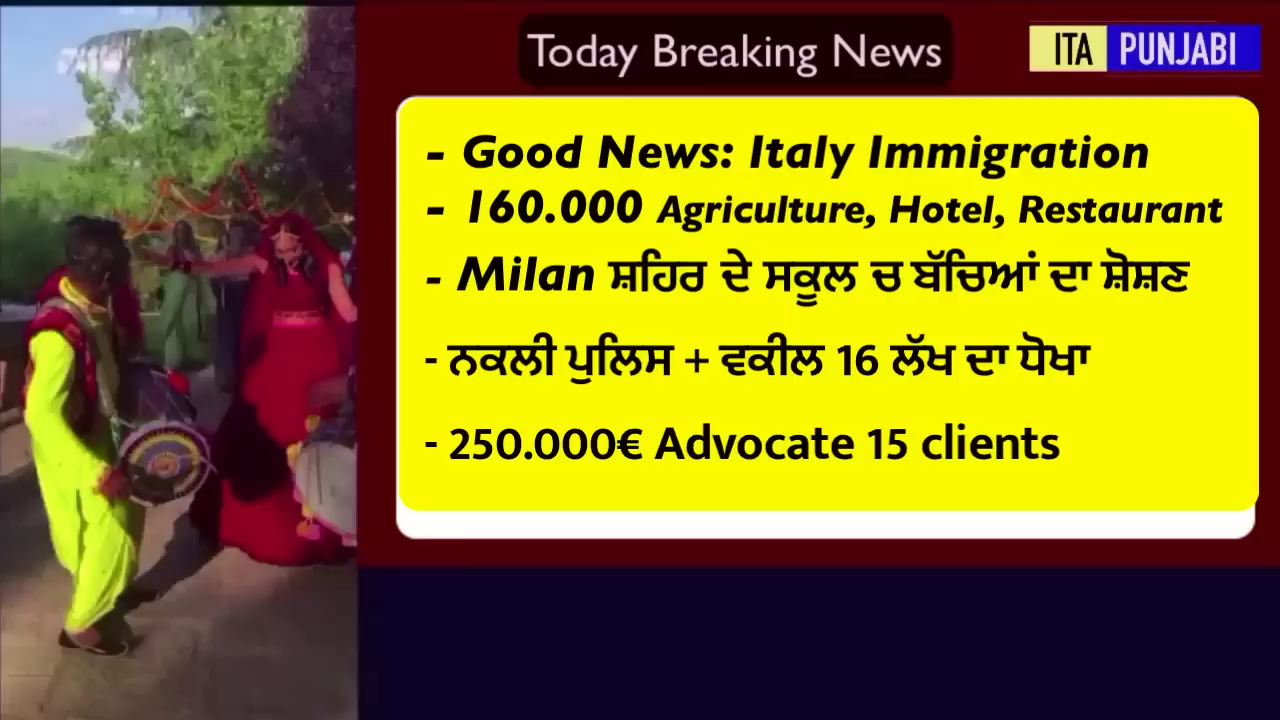 Today Breaking News
ITA PUNJABI
- Good News: Italy Immigration
- 160.000 Agriculture, Hotel, Restaurant
- Milan ਸ਼ਹਿਰ ਦੇ ਸਕੂਲ ਚ ਬੱਚਿਆਂ ਦਾ ਸ਼ੋਸ਼ਣ
- ਨਕਲੀ ਪੁਲਿਸ + ਵਕੀਲ 16 ਲੱਖ ਦਾ ਧੋਖਾ
- 250.000€ Advocate 15 clients